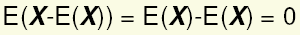 E(X-E(X)) = E(X)-E(X) = 0